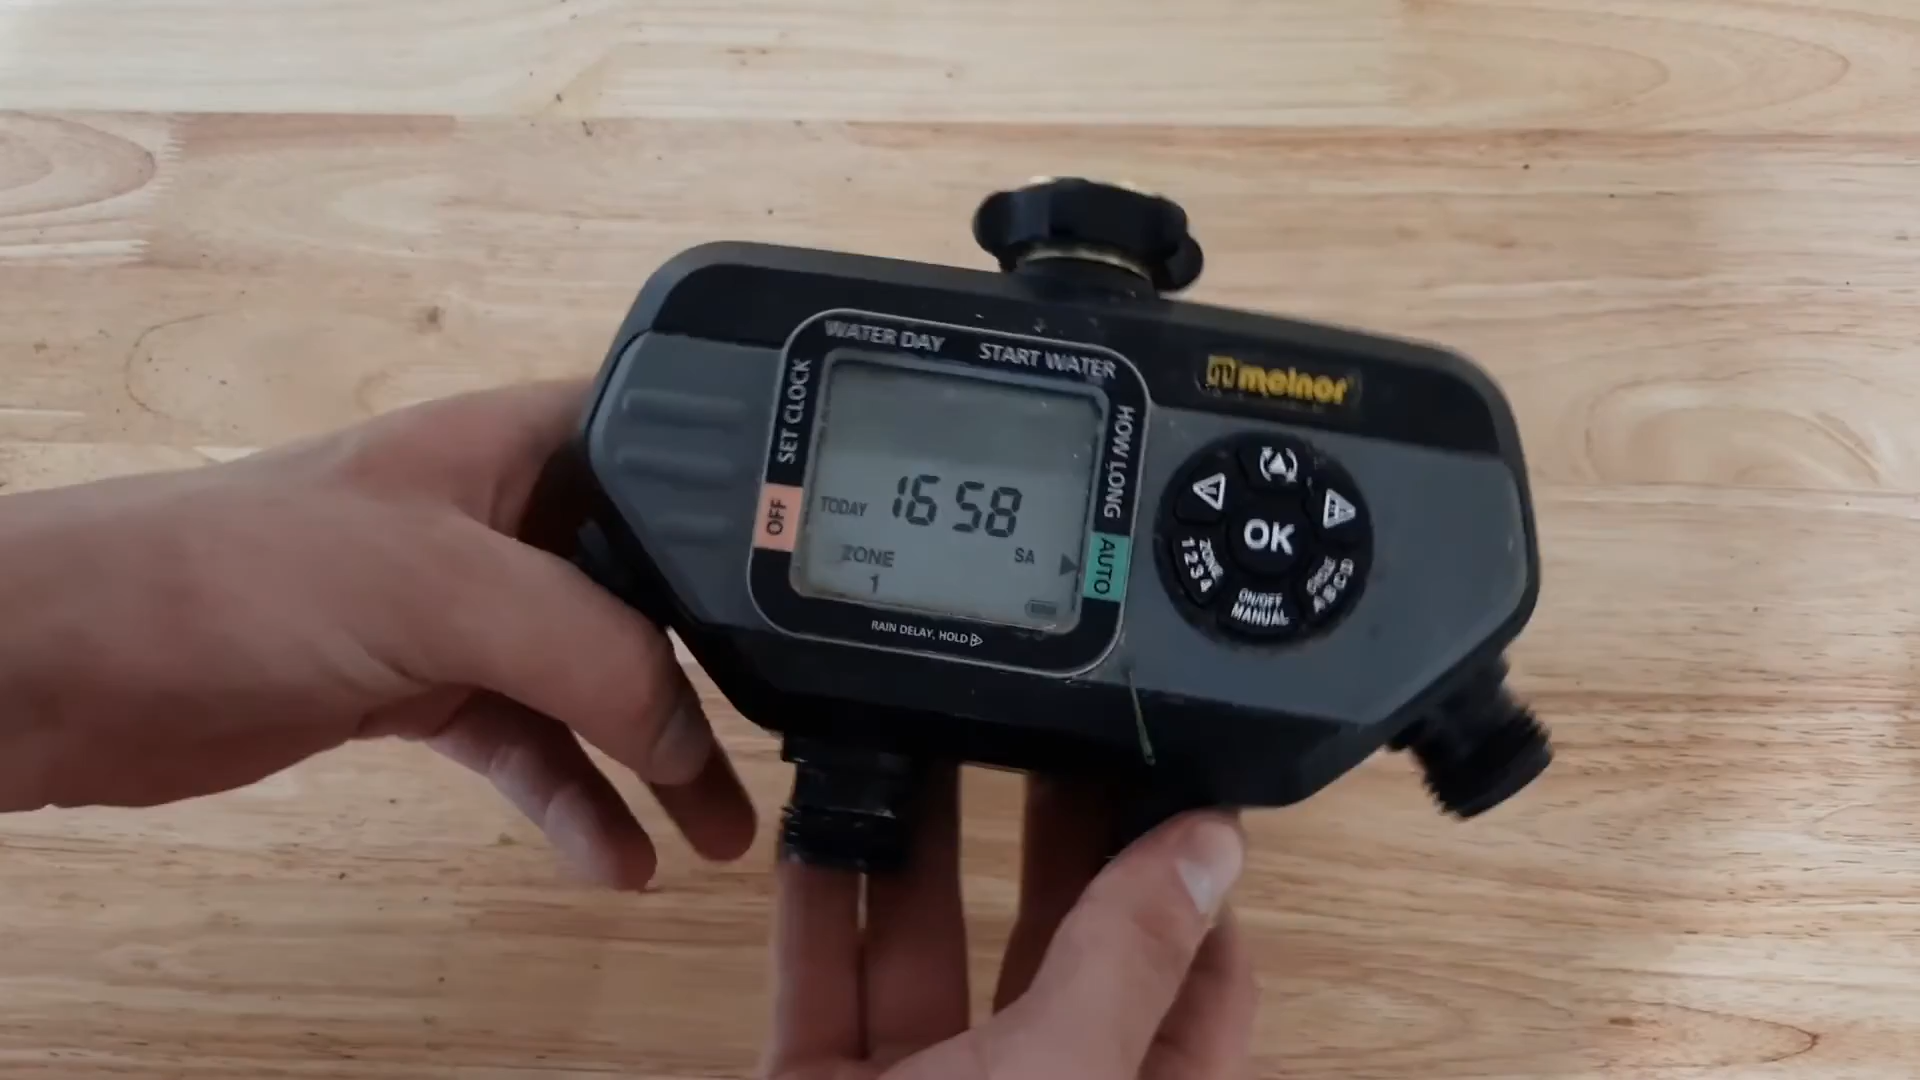 WATER DAY START WATER
SET CLOCK
HOW LONG
OFF
AUTO
TODAY 16 58
ZONE SA
1
RAIN DELAY, HOLD
melnor
OK
ZONE
1234
ON/OFF
MANUAL
ABCD